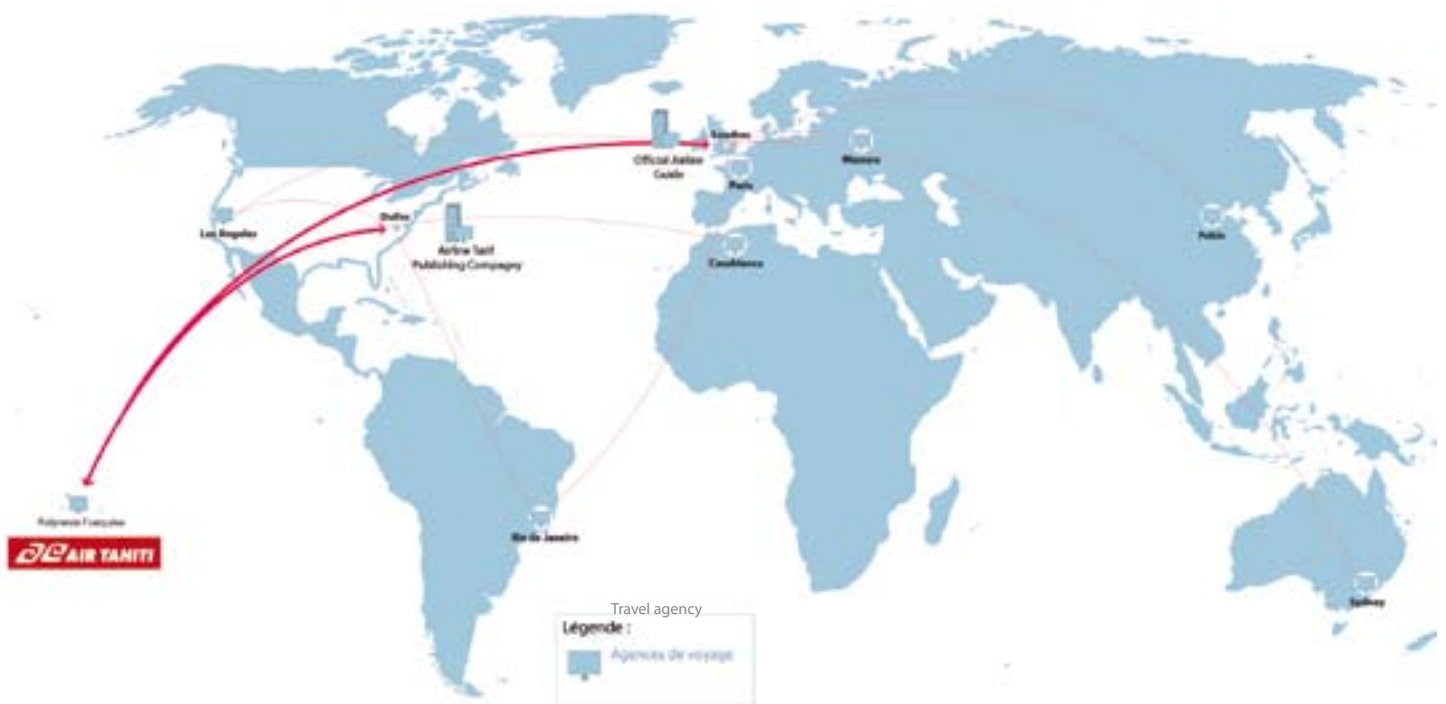 Londres
Official Airline
Guide
Moscou
Paris
Los Angeles
Dulles
Airline Tarif
Publishing Compagny
Casablanca
Pékin
Polynésie Française
AIR TAHITI
Rio de Janeiro
Sydney
Travel agency
Légende :
Agences de voyage